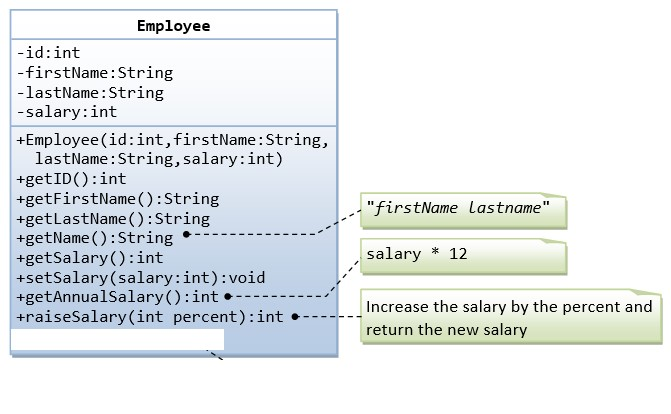 Employee
-id:int
-firstName:String
-lastName:String
-salary:int
+Employee(id:int,firstName:String,
lastName:String,salary:int)
+getID():int
+getFirstName():String
+getLastName():String
+getName():String
+getSalary():int
+setSalary(salary:int):void
+getAnnualSalary():int
+raiseSalary(int percent):int
"firstName lastname"
salary * 12
Increase the salary by the percent and
return the new salary